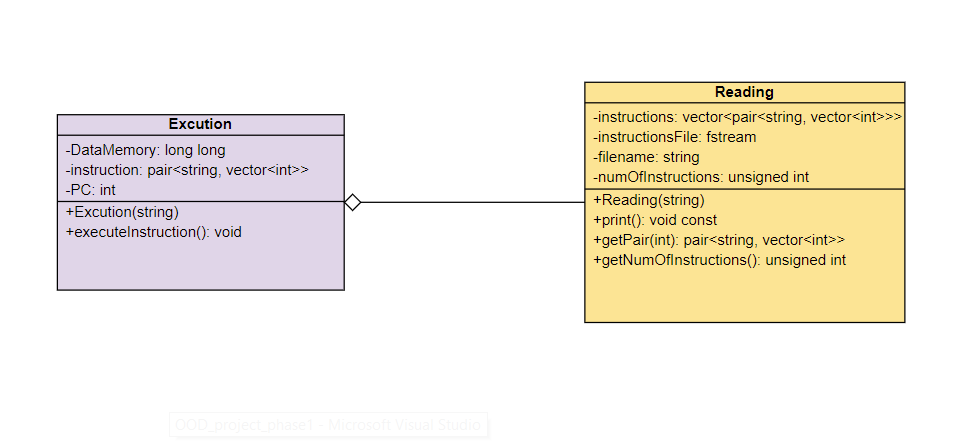 Excution
-DataMemory: long long
-instruction: pair<string, vector<int>>
-PC: int
+Excution(string)
+executeInstruction(): void
Reading
-instructions: vector<pair<string, vector<int>>>
-instructionsFile: fstream
-filename: string
-numOfInstructions: unsigned int
+Reading(string)
+print(): void const
+getPair(int): pair<string, vector<int>>
+getNumOfInstructions(): unsigned int
OOD_project_phase1 - Microsoft Visual Studio